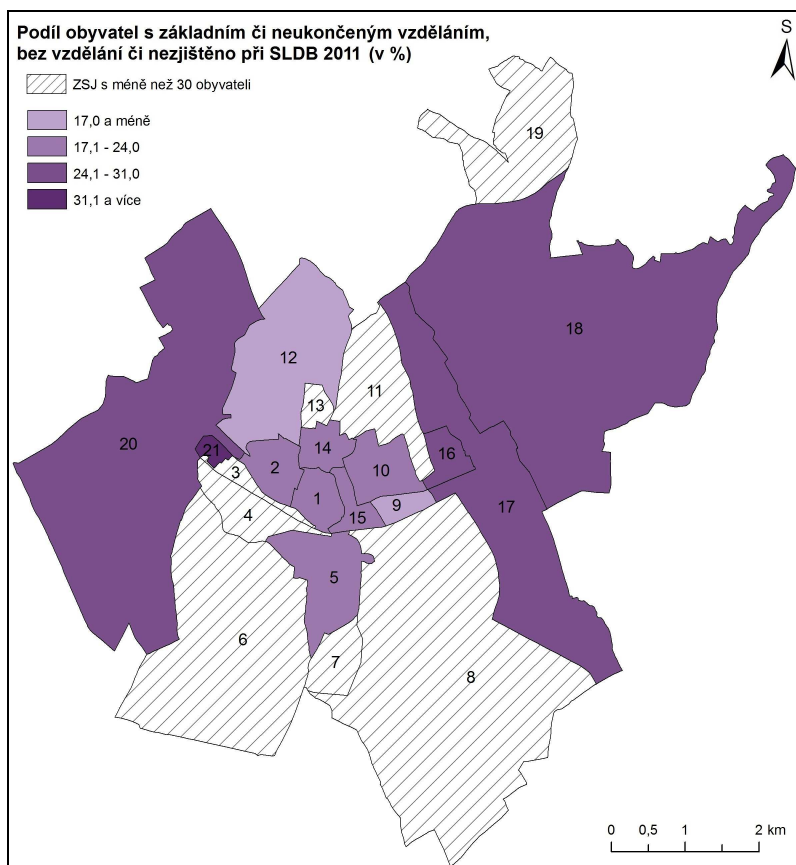 Podíl obyvatel s základním či neukončeným vzděláním,
bez vzdělání či nezjištěno při SLDB 2011 (v %)
S
ZSJ s méně než 30 obyvateli
17,0 a méně
17,1 - 24,0
24,1 - 31,0
31,1 a více
19
18
12
11
13
20
21
14
16
3
2
10
1
9
17
4
15
5
6
7
8
0 0,5 1 2 km